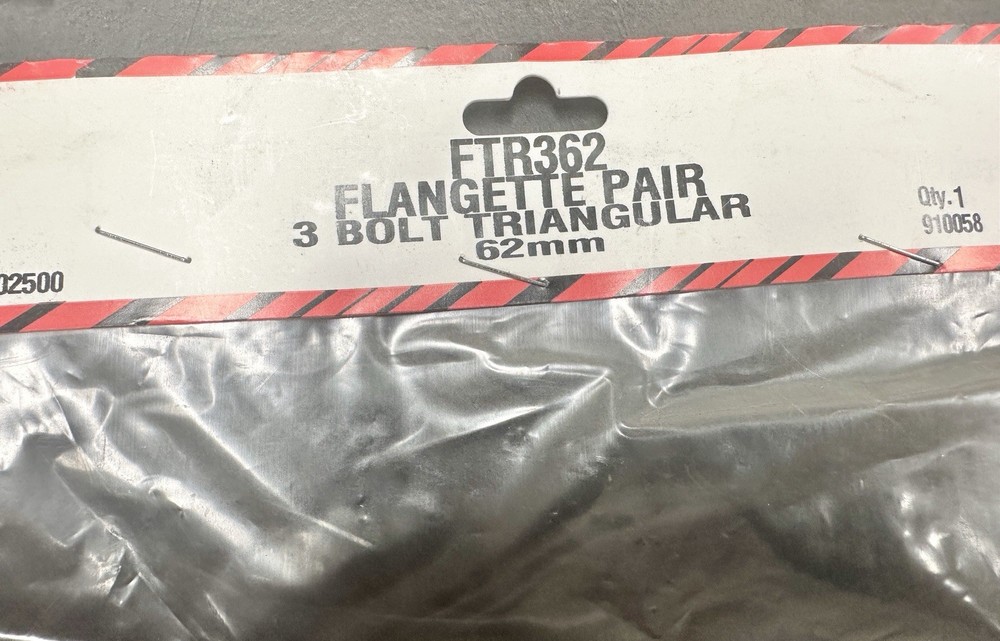 FTR362
FLANGETTE PAIR
3 BOLT TRIANGULAR
62mm
Qty.1
910058
02500